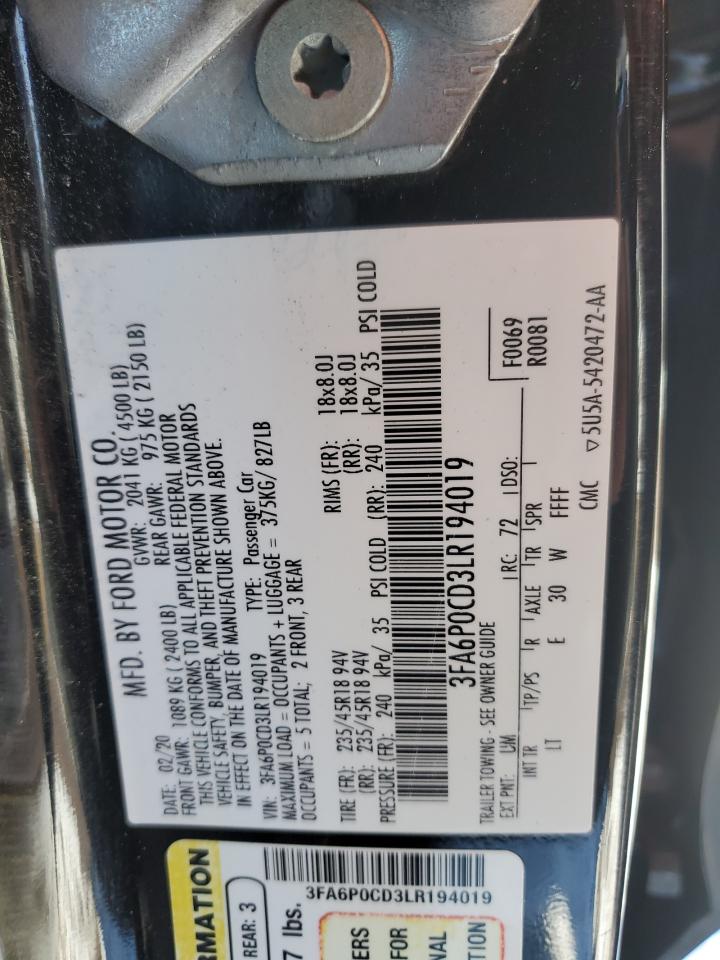 MFD. BY FORD MOTOR CO.
DATE: 02/20 GVWR: 2041 KG ( 4500 LB)
FRONT GAWR: 1089 KG ( 2400 LB) REAR GAWR: 975 KG ( 2150 LB)
THIS VEHICLE CONFORMS TO ALL APPLICABLE FEDERAL MOTOR
VEHICLE SAFETY, BUMPER, AND THEFT PREVENTION STANDARDS
IN EFFECT ON THE DATE OF MANUFACTURE SHOWN ABOVE.
VIN: 3FA6P0CD3LR194019 TYPE: Passenger Car
MAXIMUM LOAD = OCCUPANTS + LUGGAGE = 375KG/ 827LB
OCCUPANTS = 5 TOTAL; 2 FRONT, 3 REAR
TIRE (FR): 235/45R18 94V RIMS (FR): 18x8.0J
(RR): 235/45R18 94V (RR): 18x8.0J
PRESSURE (FR): 240 kPa/ 35 PSI COLD (RR): 240 kPa/ 35 PSI COLD
3FA6P0CD3LR194019
TRAILER TOWING - SEE OWNER GUIDE
EXT PNT: UM RC: 72 DSO: F0069
R0081
INT TR TP/PS R AXLE TR SPR
LT E 30 W FFFF
CMC ▽5U5A-5420472-AA
RMATION
REAR: 3
7 lbs.
3FA6P0CD3LR194019
ERS
FOR
NAL
TION